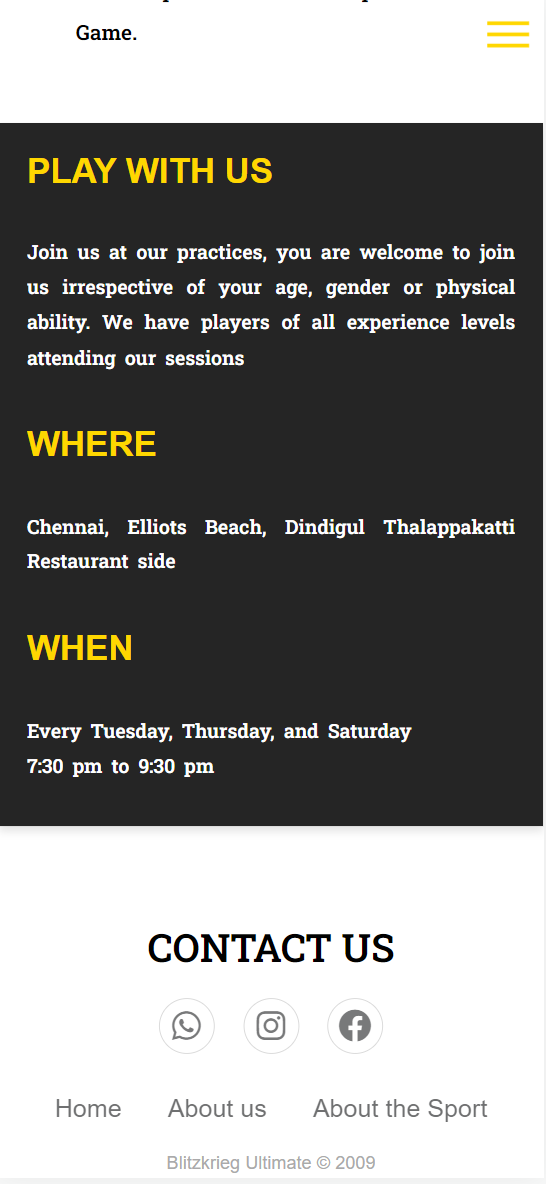 Game.
PLAY WITH US
Join us at our practices, you are welcome to join
us irrespective of your age, gender or physical
ability. We have players of all experience levels
attending our sessions
WHERE
Chennai, Elliots Beach, Dindigul Thalappakatti
Restaurant side
WHEN
Every Tuesday, Thursday, and Saturday
7:30 pm to 9:30 pm
CONTACT US
Home About us About the Sport
Blitzkrieg Ultimate © 2009